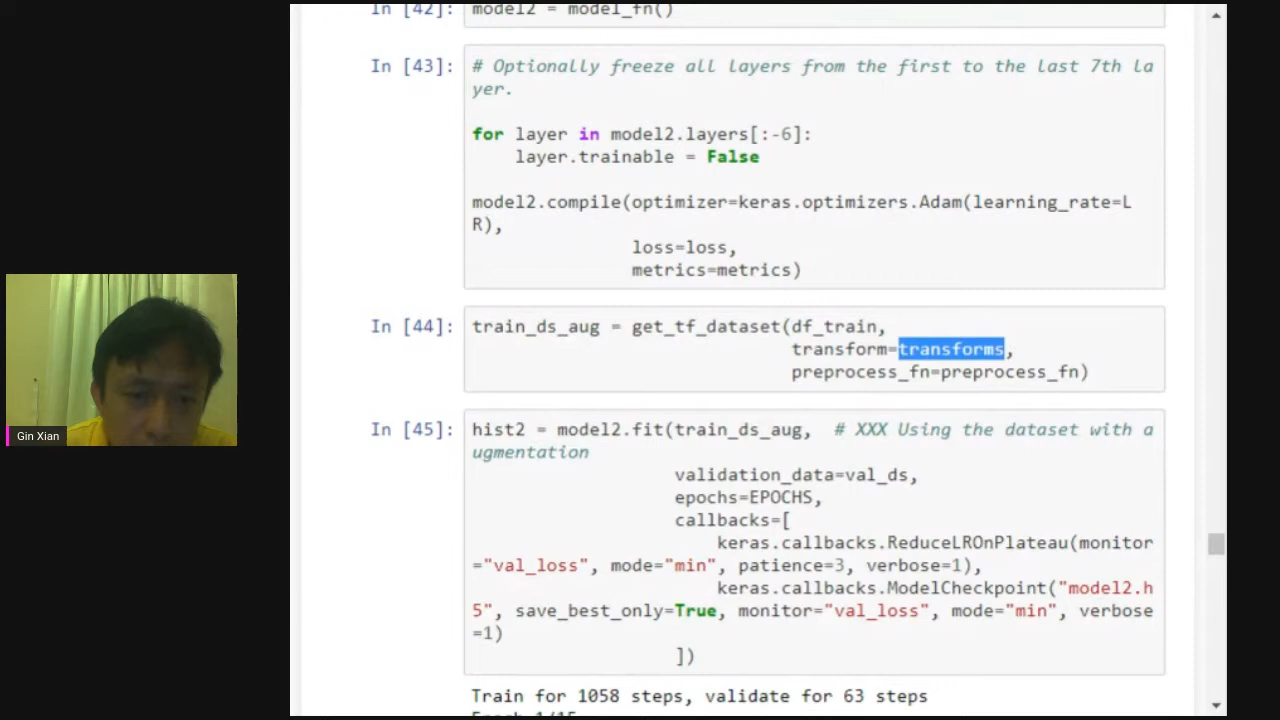 In [42]: model2 = model_fn()
In [43]: # Optionally freeze all layers from the first to the last 7th la
yer.
for layer in model2.layers[:-6]:
layer.trainable = False
model2.compile(optimizer=keras.optimizers.Adam(learning_rate=L
R),
loss=loss,
metrics=metrics)
In [44]: train_ds_aug = get_tf_dataset(df_train,
transform=transforms,
preprocess_fn=preprocess_fn)
In [45]: hist2 = model2.fit(train_ds_aug,  # XXX Using the dataset with a
ugmentation
validation_data=val_ds,
epochs=EPOCHS,
callbacks=[
keras.callbacks.ReduceLROnPlateau(monitor
="val_loss", mode="min", patience=3, verbose=1),
keras.callbacks.ModelCheckpoint("model2.h
5", save_best_only=True, monitor="val_loss", mode="min", verbose
=1)
])
Train for 1058 steps, validate for 63 steps
Epoch 1/15
Gin Xian